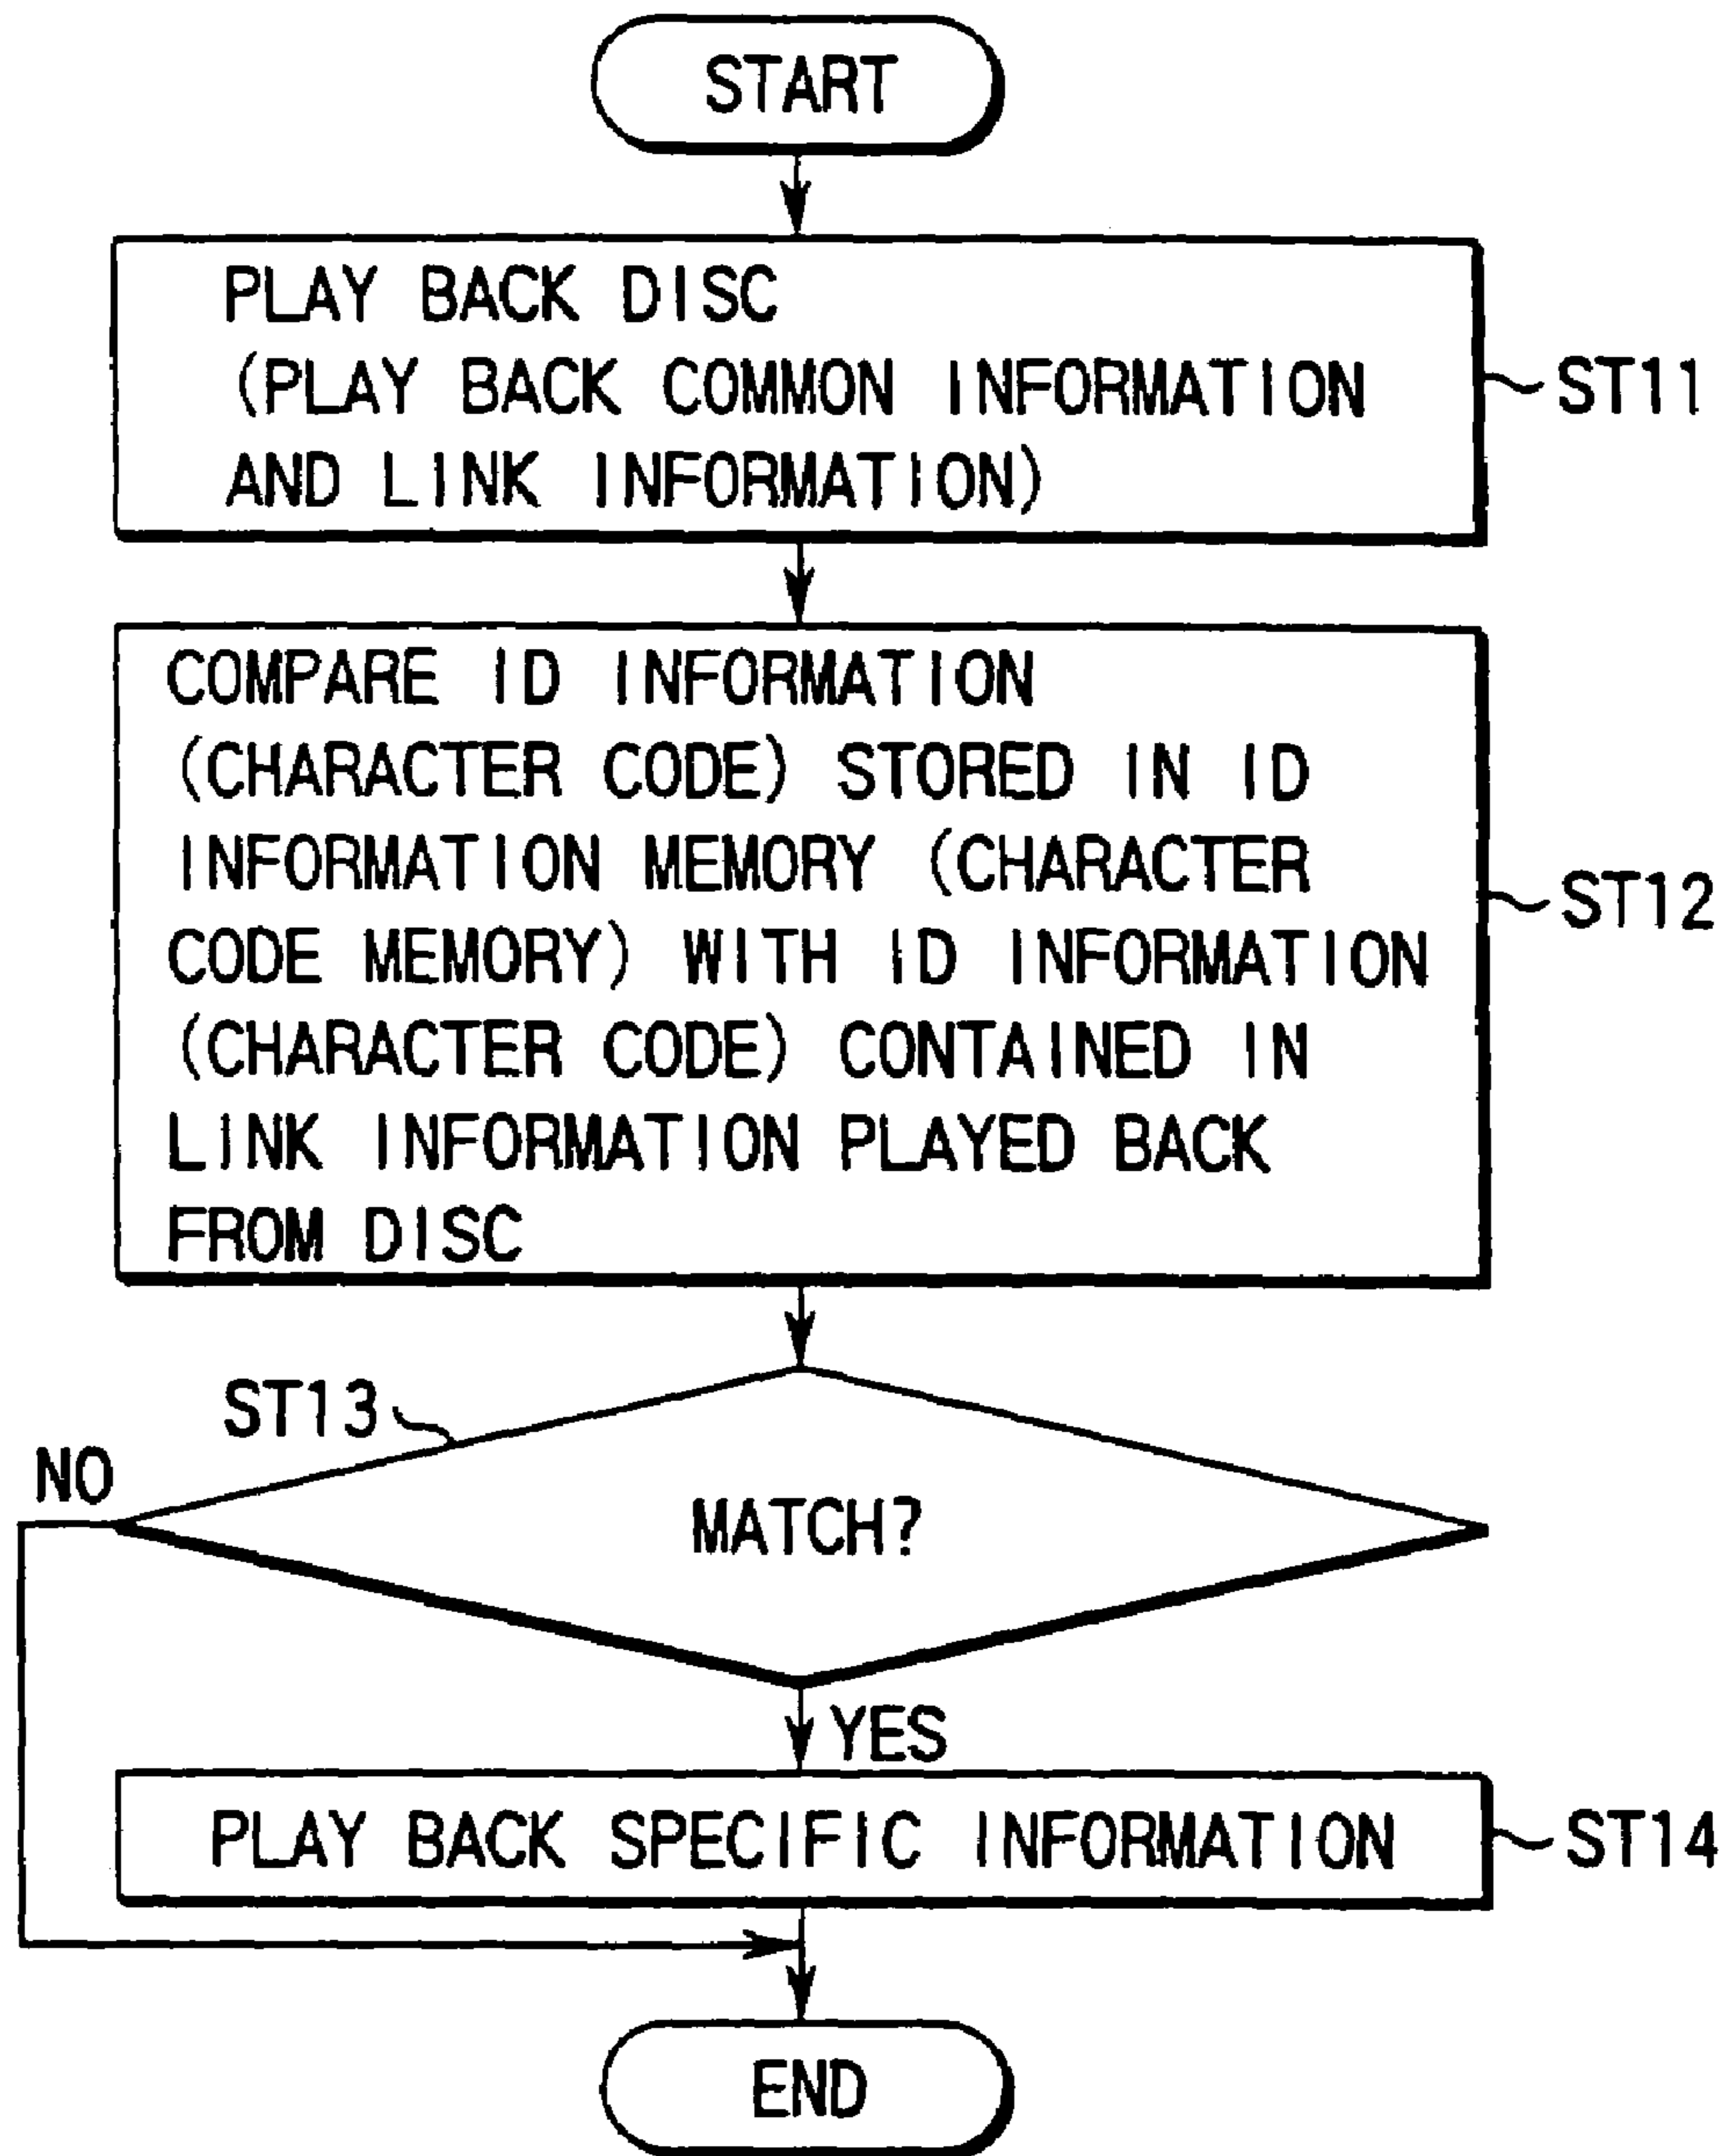 START
PLAY BACK DISC
(PLAY BACK COMMON INFORMATION
AND LINK INFORMATION)
ST11
COMPARE ID INFORMATION
(CHARACTER CODE) STORED IN ID
INFORMATION MEMORY (CHARACTER
CODE MEMORY) WITH ID INFORMATION
(CHARACTER CODE) CONTAINED IN
LINK INFORMATION PLAYED BACK
FROM DISC
ST12
ST13
NO
MATCH?
YES
PLAY BACK SPECIFIC INFORMATION
ST14
END